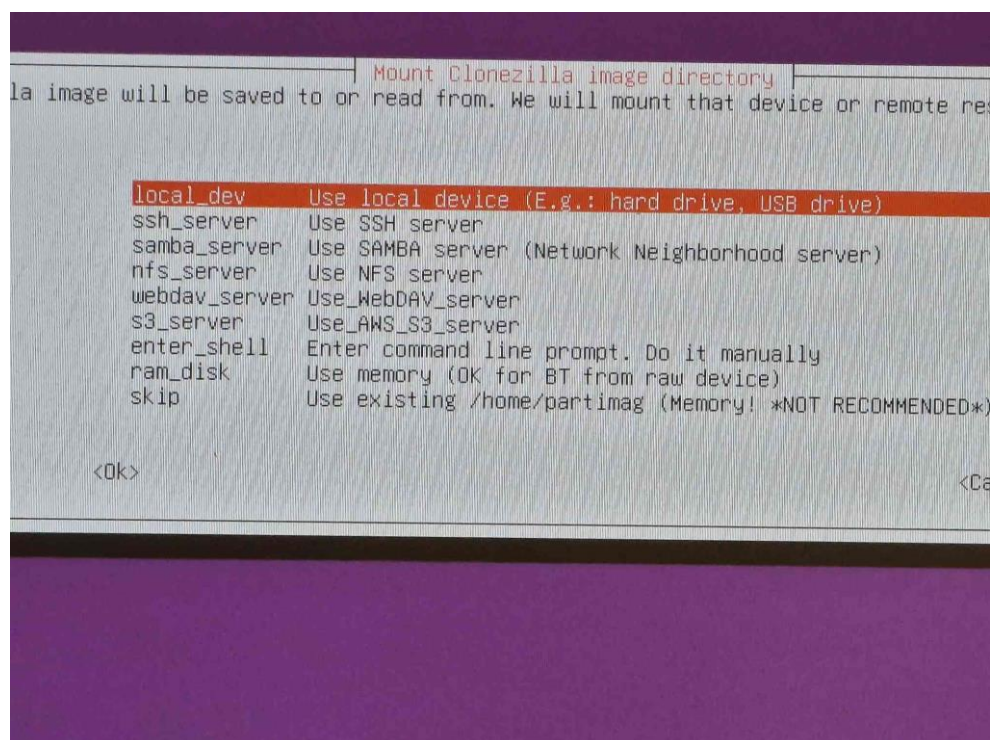 Mount Clonezilla image directory
la image will be saved to or read from. We will mount that device or remote res
local_dev Use local device (E.g.: hard drive, USB drive)
ssh_server Use SSH server
samba_server Use SAMBA server (Network Neighborhood server)
nfs_server Use NFS server
webdav_server Use_WebDAV_server
s3_server Use_AWS_S3_server
enter_shell Enter command line prompt. Do it manually
ram_disk Use memory (OK for BT from raw device)
skip Use existing /home/partimag (Memory! *NOT RECOMMENDED*)
<Ok> <Ca